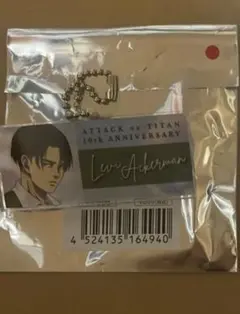 ATTACK ON TITAN
10th ANNIVERSARY
Levi Ackerman
4 524135 164940